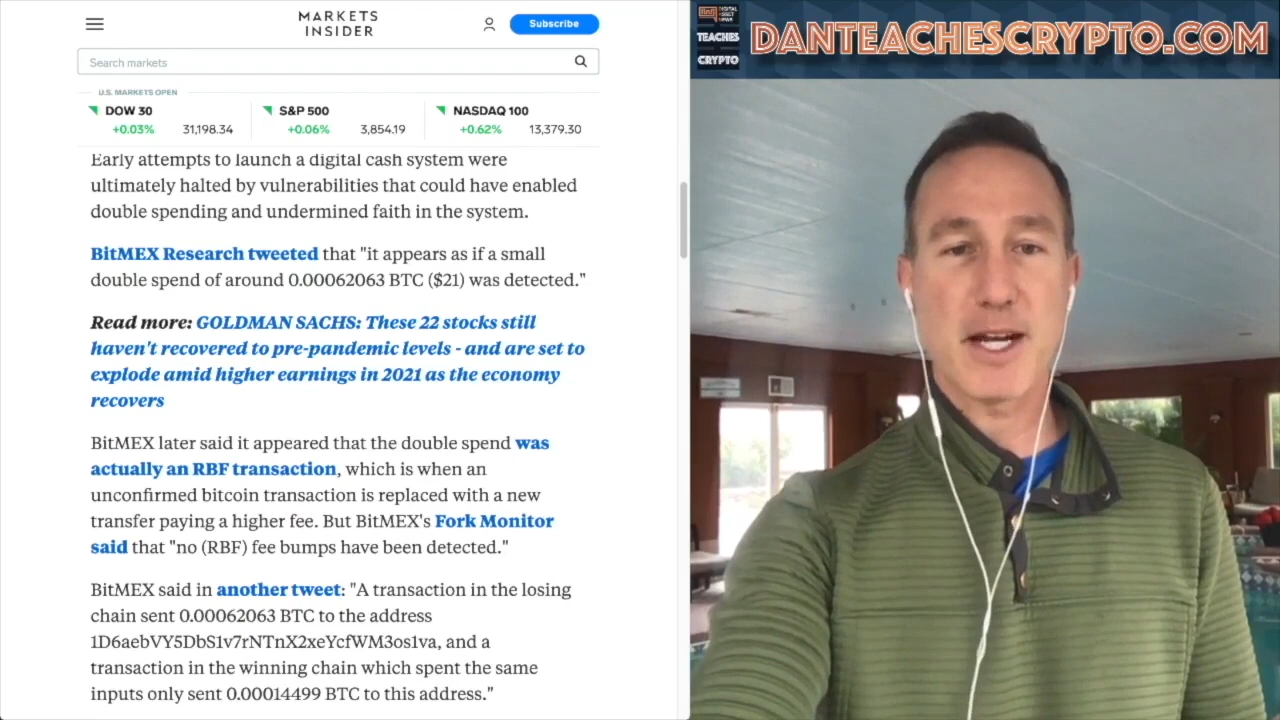 MARKETS
INSIDER
Subscribe
Search markets
U.S. MARKETS OPEN
DOW 30
+0.03% 31,198.34
S&P 500
+0.06% 3,854.19
NASDAQ 100
+0.62% 13,379.30
Early attempts to launch a digital cash system were
ultimately halted by vulnerabilities that could have enabled
double spending and undermined faith in the system.
BitMEX Research tweeted that "it appears as if a small
double spend of around 0.00062063 BTC ($21) was detected."
Read more: GOLDMAN SACHS: These 22 stocks still
haven't recovered to pre-pandemic levels - and are set to
explode amid higher earnings in 2021 as the economy
recovers
BitMEX later said it appeared that the double spend was
actually an RBF transaction, which is when an
unconfirmed bitcoin transaction is replaced with a new
transfer paying a higher fee. But BitMEX's Fork Monitor
said that "no (RBF) fee bumps have been detected."
BitMEX said in another tweet: "A transaction in the losing
chain sent 0.00062063 BTC to the address
1D6aebVY5DbS1v7rNTnX2xeYcfWM3os1va, and a
transaction in the winning chain which spent the same
inputs only sent 0.00014499 BTC to this address."
DIGITAL
ASSET
NEWS
TEACHES
CRYPTO
DANTEACHESCRYPTO.COM